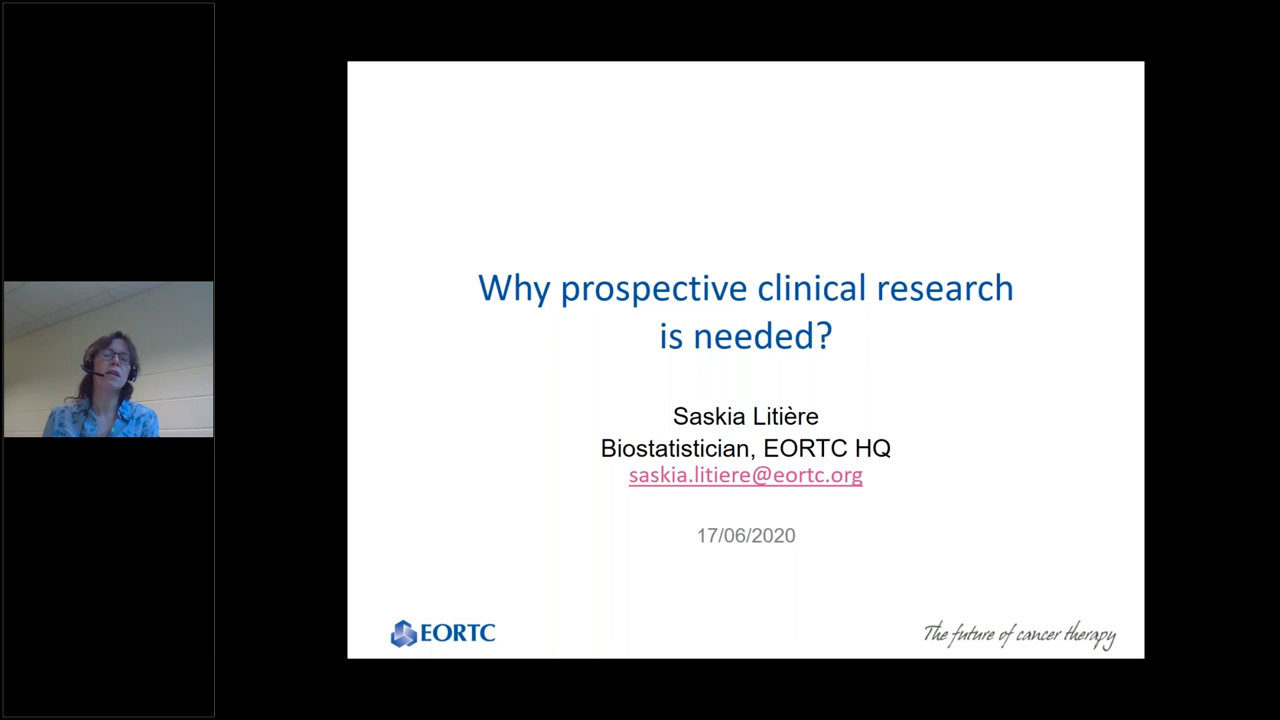 Why prospective clinical research
is needed?
Saskia Litière
Biostatistician, EORTC HQ
saskia.litiere@eortc.org
17/06/2020
EORTC
The future of cancer therapy